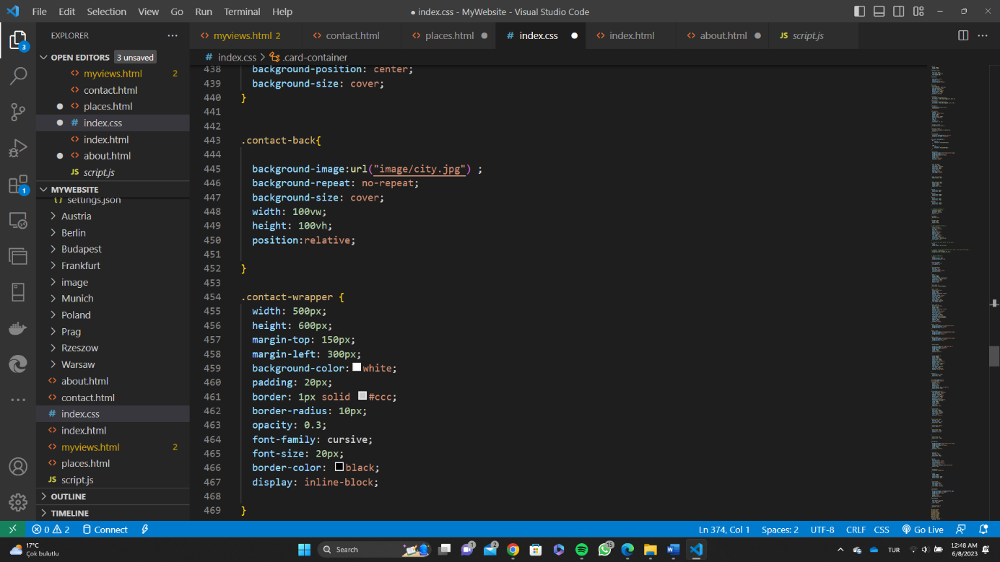 File Edit Selection View Go Run Terminal Help
● index.css - MyWebsite - Visual Studio Code
EXPLORER
myviews.html 2
contact.html
places.html
# index.css
index.html
about.html
JS script.js
OPEN EDITORS 3 unsaved
myviews.html 2
contact.html
places.html
# index.css
index.html
about.html
JS script.js
MYWEBSITE
settings.json
Austria
Berlin
Budapest
Frankfurt
image
Munich
Poland
Prag
Rzeszow
Warsaw
about.html
contact.html
# index.css
index.html
myviews.html 2
places.html
JS script.js
OUTLINE
TIMELINE
3
1
# index.css > .card-container
438 background-position: center;
439 background-size: cover;
440 }
441
442
443 .contact-back{
444
445 background-image:url("image/city.jpg") ;
446 background-repeat: no-repeat;
447 background-size: cover;
448 width: 100vw;
449 height: 100vh;
450 position:relative;
451
452 }
453
454 .contact-wrapper {
455 width: 500px;
456 height: 600px;
457 margin-top: 150px;
458 margin-left: 300px;
459 background-color: white;
460 padding: 20px;
461 border: 1px solid #ccc;
462 border-radius: 10px;
463 opacity: 0.3;
464 font-family: cursive;
465 font-size: 20px;
466 border-color: black;
467 display: inline-block;
468
469 }
0 2 Connect
Ln 374, Col 1 Spaces: 2 UTF-8 CRLF CSS Go Live
17°C
Çok bulutlu
Search
1
2
15
TUR
12:48 AM
6/8/2023